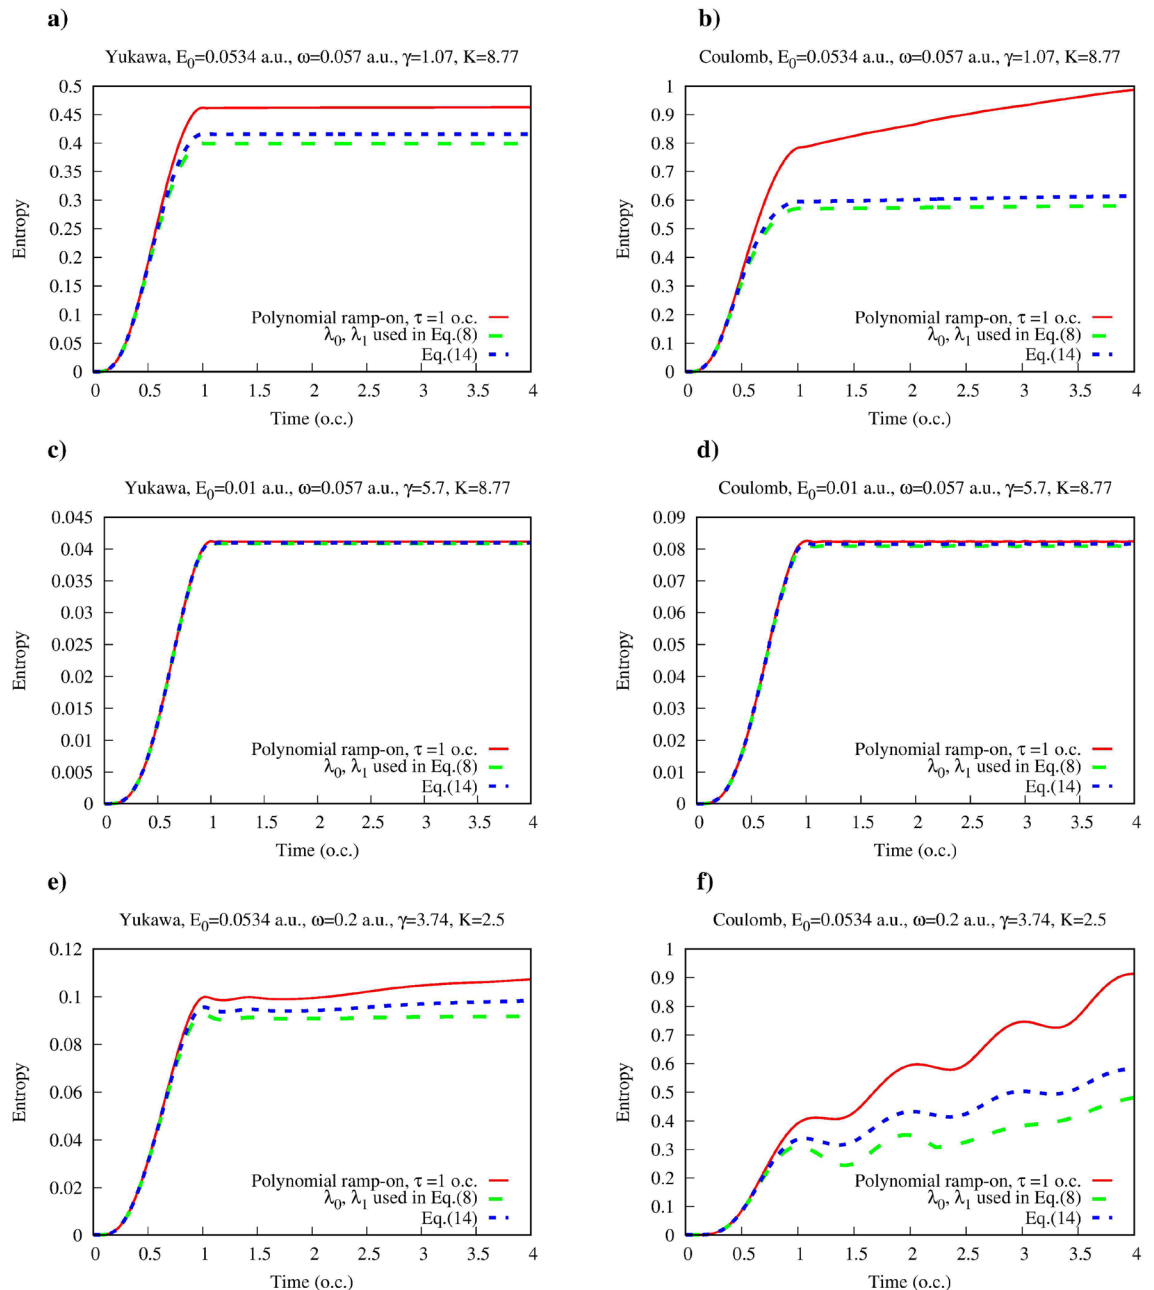 a)
Yukawa, E₀=0.0534 a.u., ω=0.057 a.u., γ=1.07, K=8.77
0.5
0.45
0.4
0.35
0.3
0.25
0.2
0.15
0.1
0.05
0
Entropy
Polynomial ramp-on, τ =1 o.c.
λ₀, λ₁ used in Eq.(8)
Eq.(14)
0 0.5 1 1.5 2 2.5 3 3.5 4
Time (o.c.)
b)
Coulomb, E₀=0.0534 a.u., ω=0.057 a.u., γ=1.07, K=8.77
1
0.9
0.8
0.7
0.6
0.5
0.4
0.3
0.2
0.1
0
Entropy
Polynomial ramp-on, τ =1 o.c.
λ₀, λ₁ used in Eq.(8)
Eq.(14)
0 0.5 1 1.5 2 2.5 3 3.5 4
Time (o.c.)
c)
Yukawa, E₀=0.01 a.u., ω=0.057 a.u., γ=5.7, K=8.77
0.045
0.04
0.035
0.03
0.025
0.02
0.015
0.01
0.005
0
Entropy
Polynomial ramp-on, τ =1 o.c.
λ₀, λ₁ used in Eq.(8)
Eq.(14)
0 0.5 1 1.5 2 2.5 3 3.5 4
Time (o.c.)
d)
Coulomb, E₀=0.01 a.u., ω=0.057 a.u., γ=5.7, K=8.77
0.09
0.08
0.07
0.06
0.05
0.04
0.03
0.02
0.01
0
Entropy
Polynomial ramp-on, τ =1 o.c.
λ₀, λ₁ used in Eq.(8)
Eq.(14)
0 0.5 1 1.5 2 2.5 3 3.5 4
Time (o.c.)
e)
Yukawa, E₀=0.0534 a.u., ω=0.2 a.u., γ=3.74, K=2.5
0.12
0.1
0.08
0.06
0.04
0.02
0
Entropy
Polynomial ramp-on, τ =1 o.c.
λ₀, λ₁ used in Eq.(8)
Eq.(14)
0 0.5 1 1.5 2 2.5 3 3.5 4
Time (o.c.)
f)
Coulomb, E₀=0.0534 a.u., ω=0.2 a.u., γ=3.74, K=2.5
1
0.9
0.8
0.7
0.6
0.5
0.4
0.3
0.2
0.1
0
Entropy
Polynomial ramp-on, τ =1 o.c.
λ₀, λ₁ used in Eq.(8)
Eq.(14)
0 0.5 1 1.5 2 2.5 3 3.5 4
Time (o.c.)